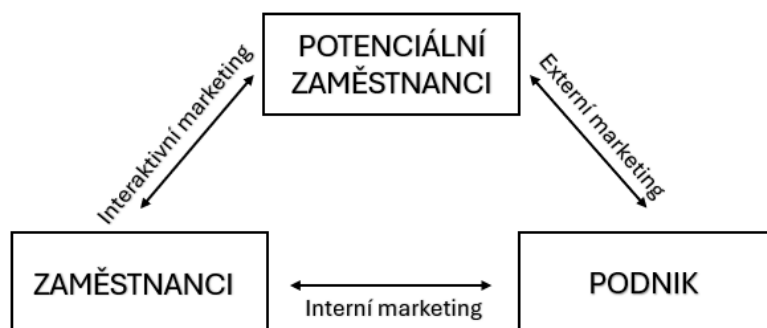 POTENCIÁLNÍ
ZAMĚSTNANCI
Interaktivní marketing
Externí marketing
ZAMĚSTNANCI
PODNIK
Interní marketing